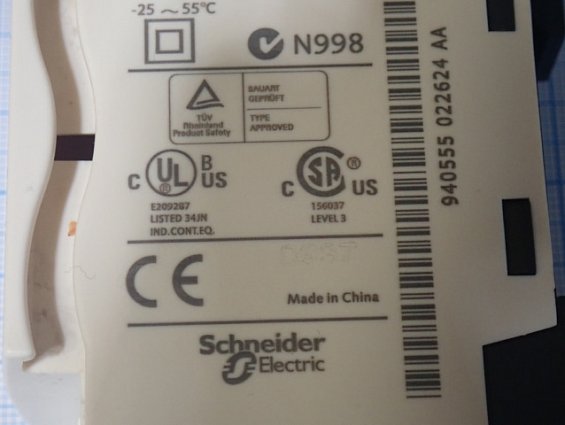 -25 ~ 55°C
N998
TÜV
Rheinland
Product Safety
BAUART
GEPRÜFT
TYPE
APPROVED
C UL ® B US
E209287
LISTED 34JN
IND.CONT.EQ.
C SA ® C US
156037
LEVEL 3
CE
Made in China
Schneider
Electric
940555 022624 AA